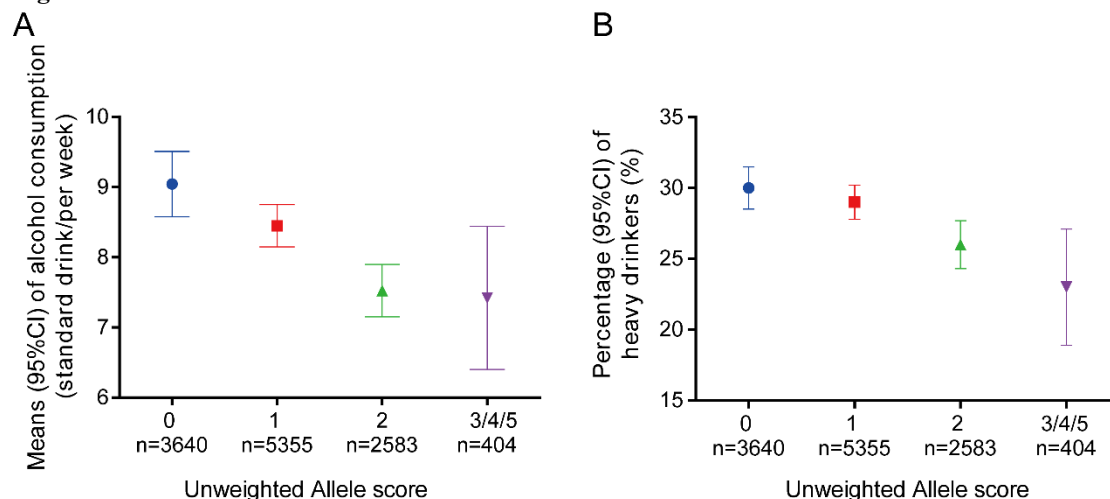 A
Means (95%CI) of alcohol consumption
(standard drink/per week)
10
9
8
7
6
0 1 2 3/4/5
n=3640 n=5355 n=2583 n=404
Unweighted Allele score
B
Percentage (95%CI) of
heavy drinkers (%)
35
30
25
20
15
0 1 2 3/4/5
n=3640 n=5355 n=2583 n=404
Unweighted Allele score